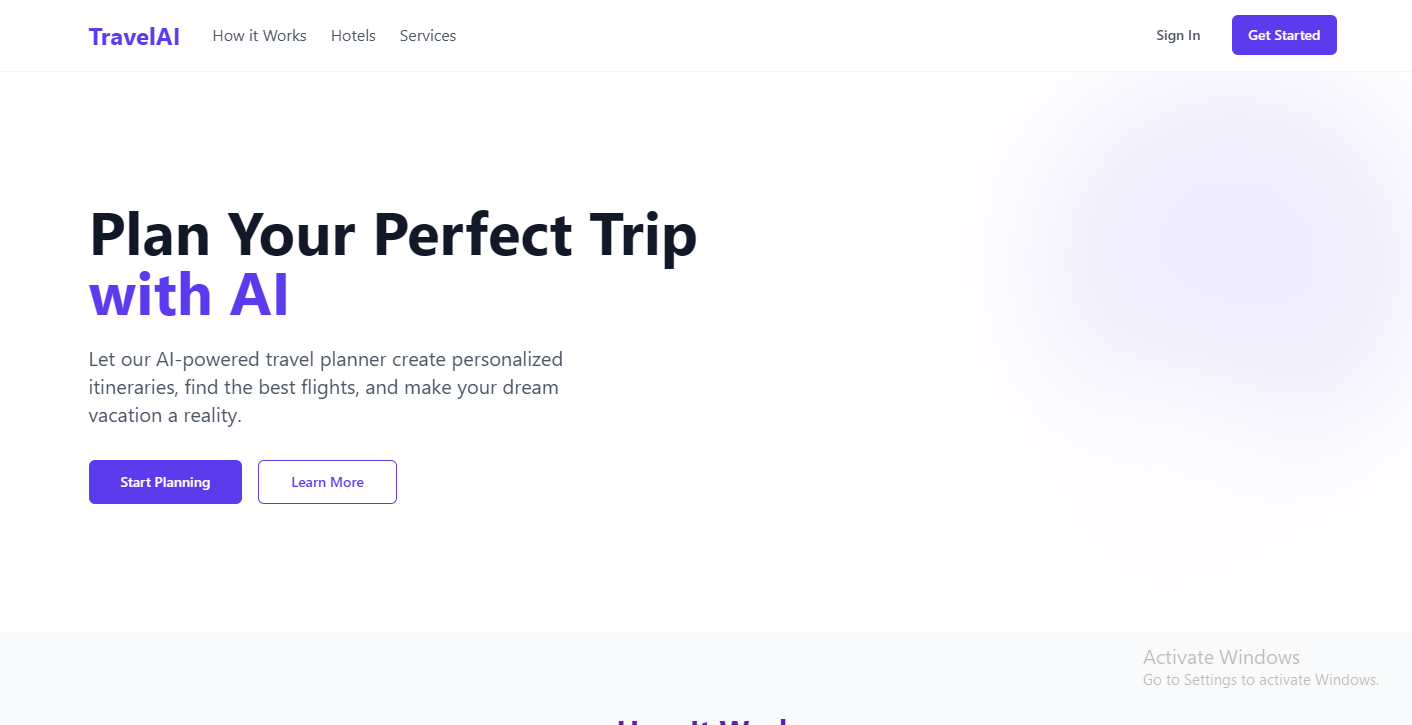 TravelAI
How it Works
Hotels
Services
Sign In
Get Started
Plan Your Perfect Trip
with AI
Let our AI-powered travel planner create personalized
itineraries, find the best flights, and make your dream
vacation a reality.
Start Planning
Learn More
Activate Windows
Go to Settings to activate Windows.